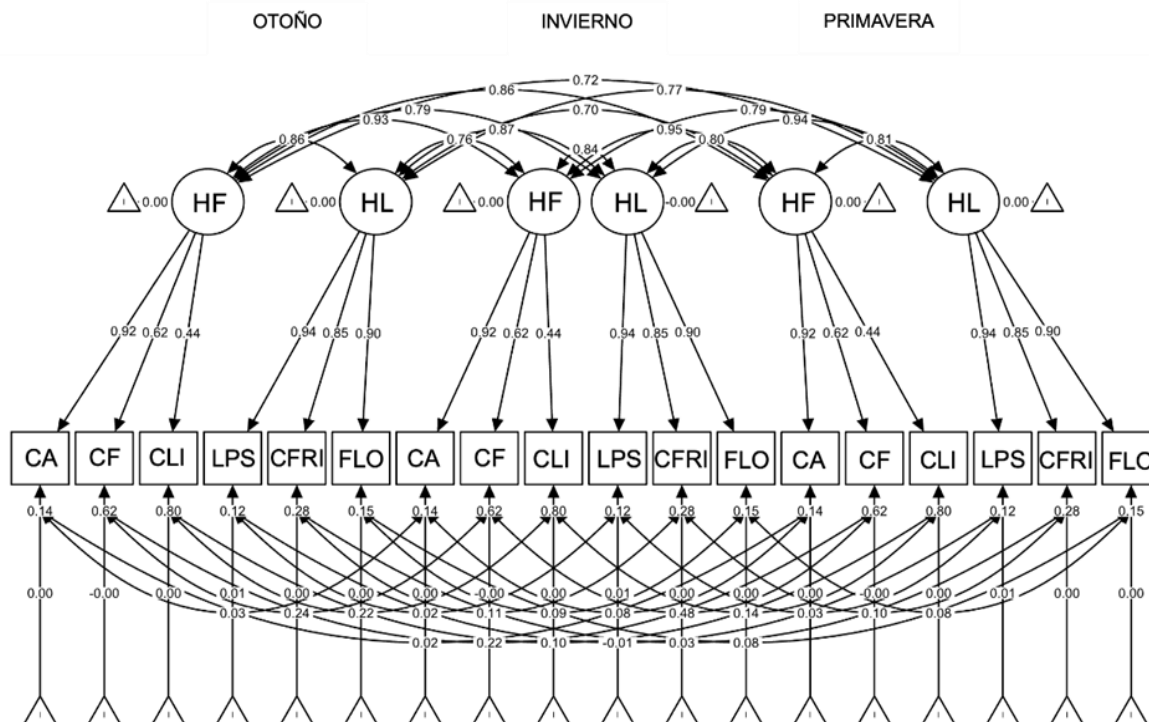 OTOÑO INVIERNO PRIMAVERA
0.72
0.86 0.77
0.79 0.70 0.79
0.93 0.87 0.95 0.94
0.86 0.76 0.84 0.80 0.81
0.00 HF 0.00 HL 0.00 HF HL -0.00 HF 0.00 HL 0.00
0.92 0.62 0.44 0.94 0.85 0.90 0.92 0.62 0.44 0.94 0.85 0.90 0.92 0.62 0.44 0.94 0.85 0.90
CA CF CLI LPS CFRI FLO CA CF CLI LPS CFRI FLO CA CF CLI LPS CFRI FLO
0.14 0.62 0.80 0.12 0.28 0.15 0.14 0.62 0.80 0.12 0.28 0.15 0.14 0.62 0.80 0.12 0.28 0.15
0.00 -0.00 0.00 0.01 0.00 0.00 0.00 -0.00 0.00 0.01 0.00 0.00 0.00 -0.00 0.00 0.01 0.00 0.00
0.03 0.24 0.22 0.02 0.11 0.09 0.08 0.48 0.14 0.03 0.10 0.08
0.02 0.22 0.10 -0.01 0.03 0.08